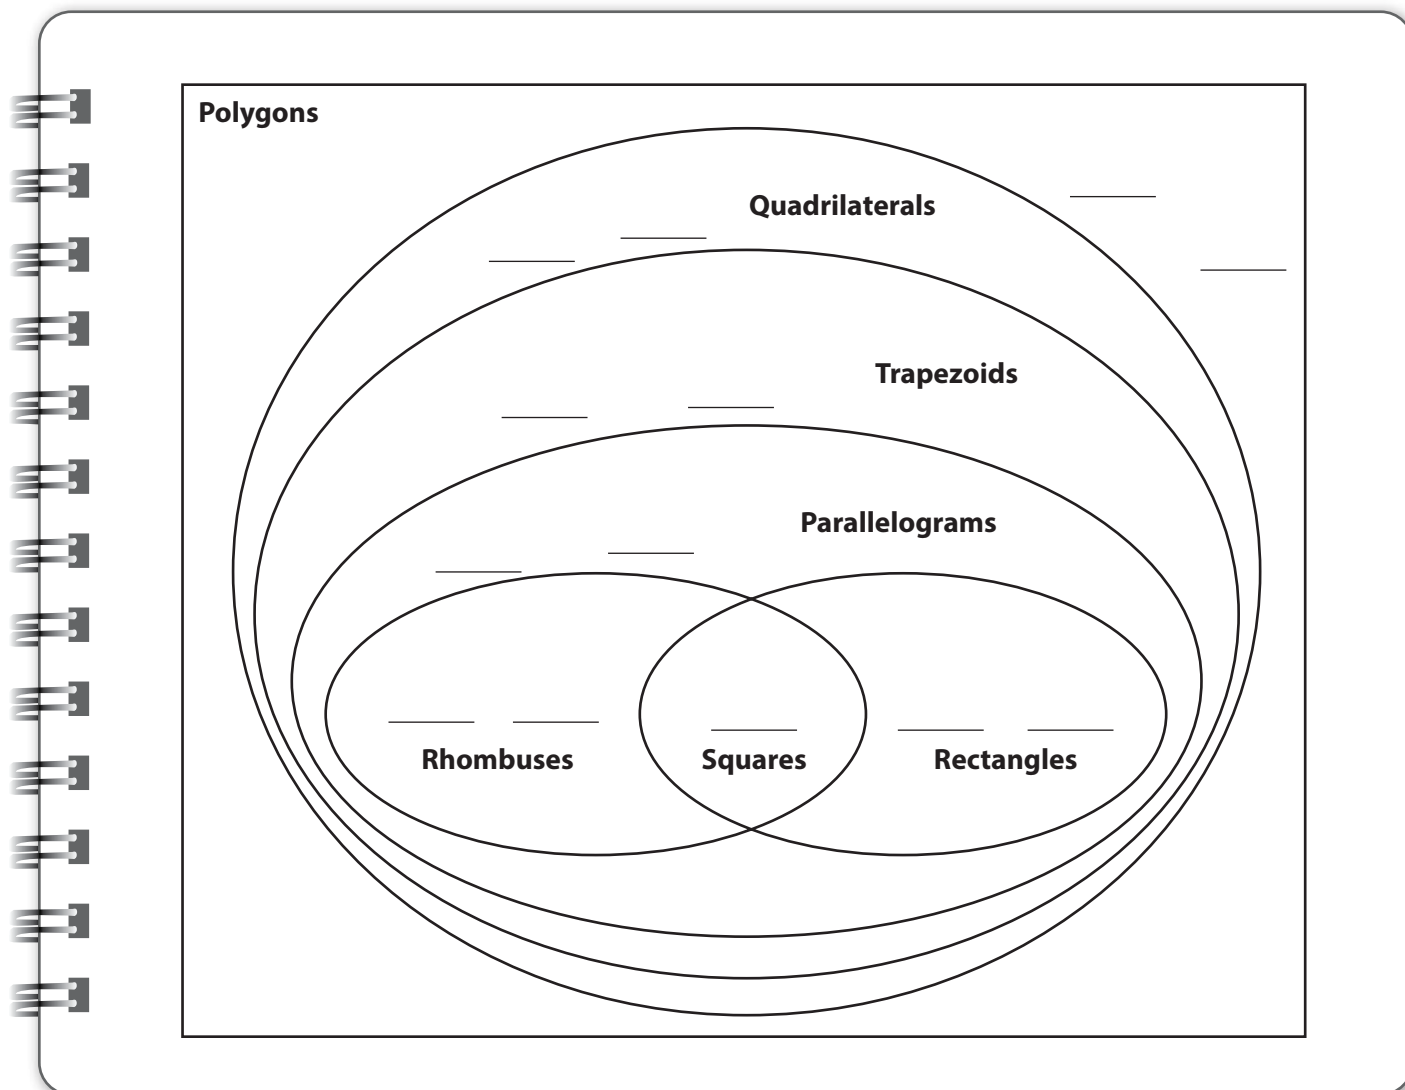 Polygons
Quadrilaterals
Trapezoids
Parallelograms
Rhombuses
Squares
Rectangles